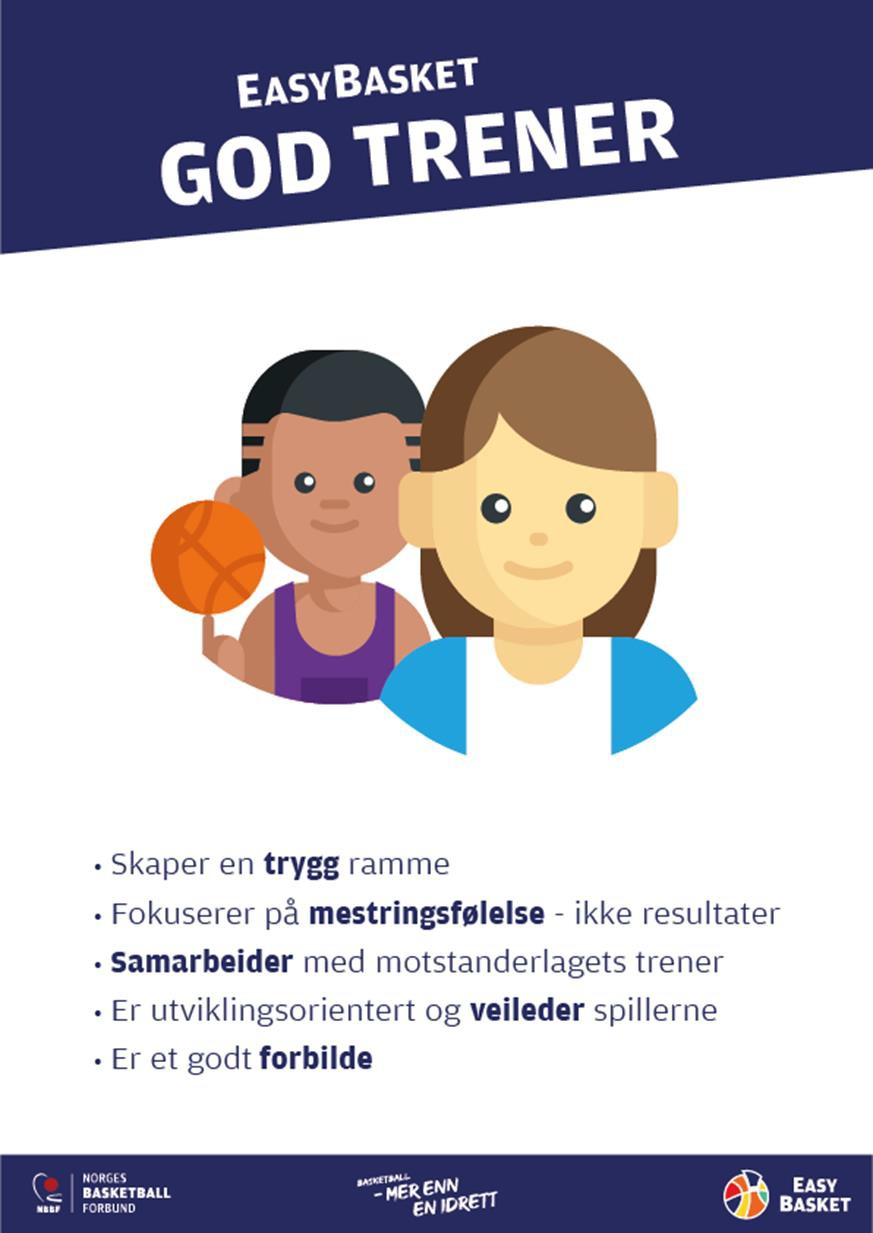 EASYBASKET
GOD TRENER
• Skaper en trygg ramme
• Fokuserer på mestringsfølelse - ikke resultater
• Samarbeider med motstanderlagets trener
• Er utviklingsorientert og veileder spillerne
• Er et godt forbilde
NBBF
NORGES
BASKETBALL
FORBUND
BASKETBALL
- MER ENN
EN IDRETT
EASY
BASKET